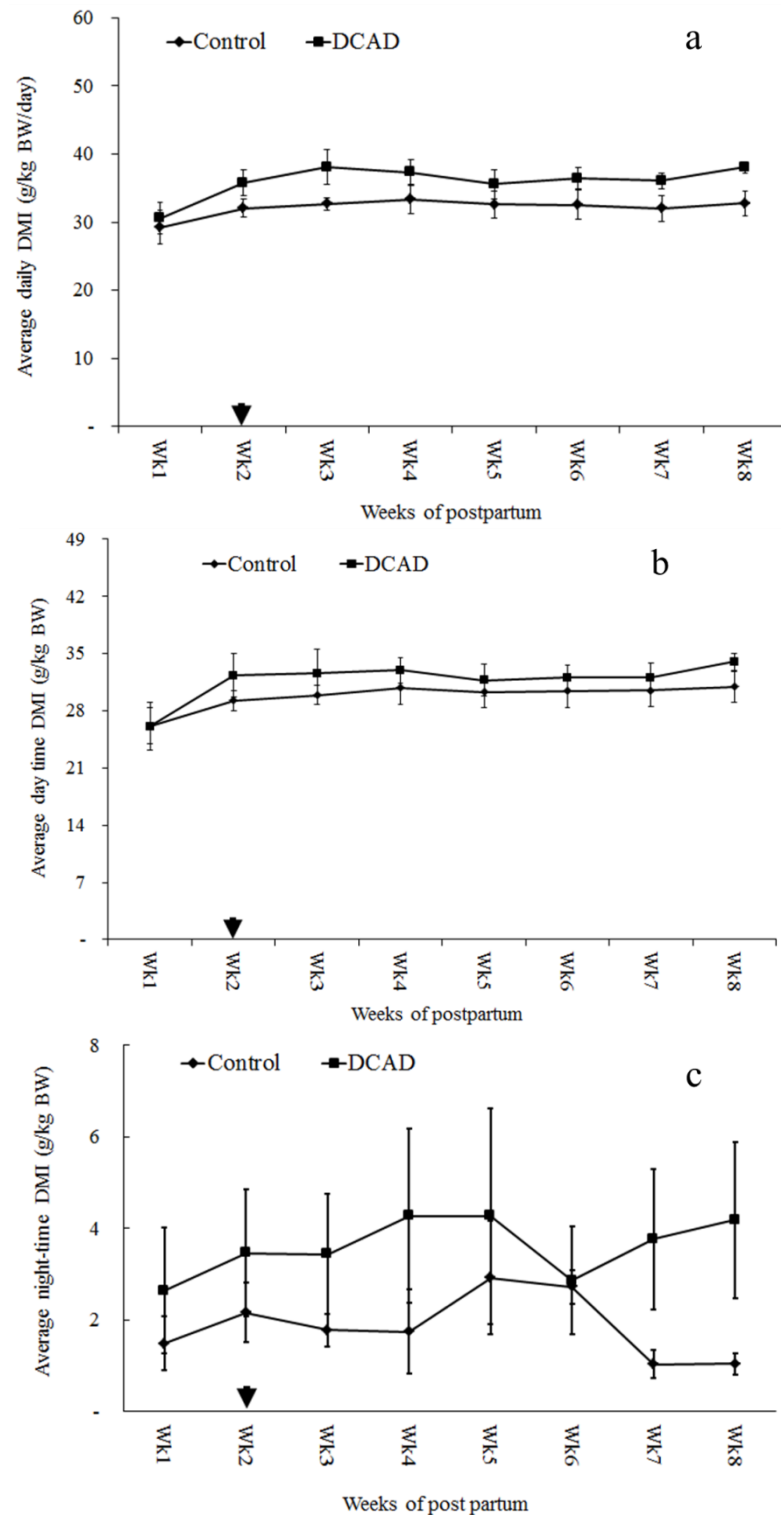 Control DCAD a
Average daily DMI (g/kg BW/day)
60
50
40
30
20
10
-
Wk1 Wk2 Wk3 Wk4 Wk5 Wk6 Wk7 Wk8
Weeks of postpartum
Control DCAD b
Average day time DMI (g/kg BW)
49
42
35
28
21
14
7
-
Wk1 Wk2 Wk3 Wk4 Wk5 Wk6 Wk7 Wk8
Weeks of postpartum
Control DCAD c
Average night-time DMI (g/kg BW)
8
6
4
2
-
Wk1 Wk2 Wk3 Wk4 Wk5 Wk6 Wk7 Wk8
Weeks of post partum